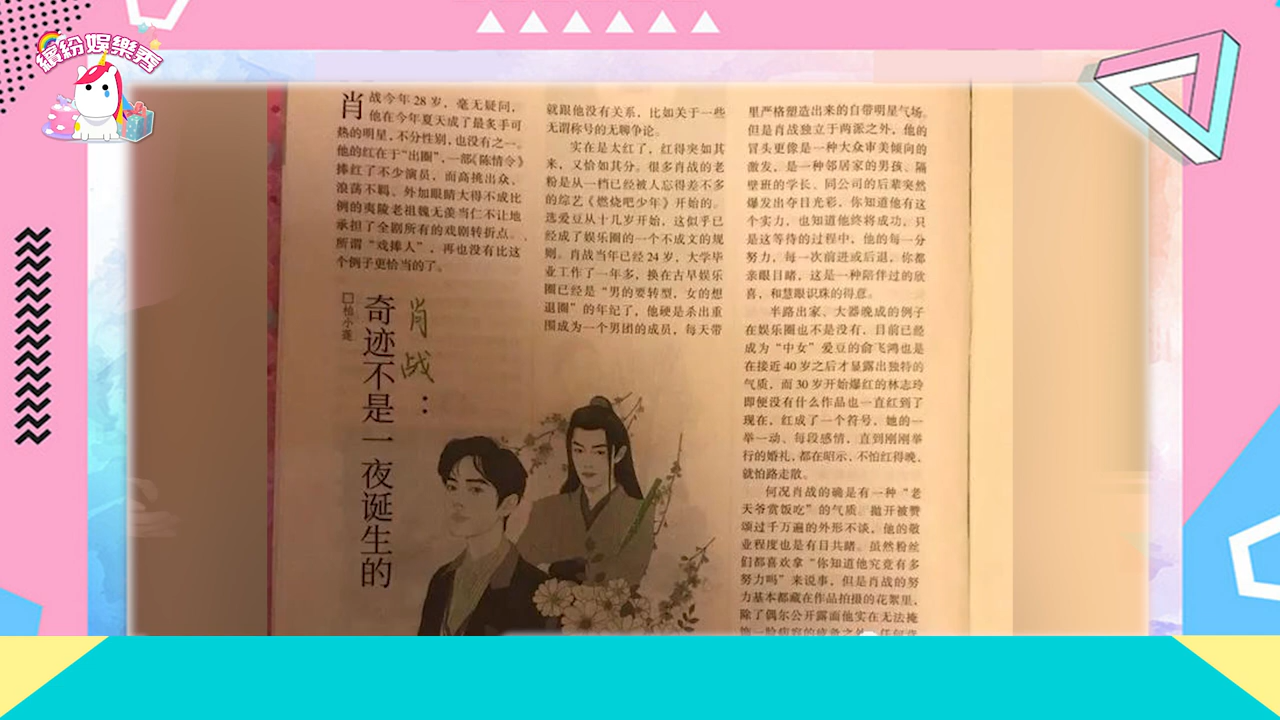 繽紛娛樂秀
肖战今年28岁，毫无疑问，
他在今年夏天成了最炙手可
热的明星，不分性别，也没有之一。
他的红在于“出圈”，一部《陈情令》
捧红了不少演员，而高挑出众、
浪荡不羁、外加眼睛大得不成比
例的夷陵老祖魏无羡当仁不让地
承担了全剧所有的戏剧转折点。
所谓“戏捧人”，再也没有比这
个例子更恰当的了。
肖战：
奇迹不是一夜诞生的
就跟他没有关系，比如关于一些
无谓称号的无聊争论。
实在是太红了，红得突如其
来，又恰如其分。很多肖战的老
粉是从一档已经被人忘得差不多
的综艺《燃烧吧少年》开始的。
选爱豆从十几岁开始，这似乎已
经成了娱乐圈的一个不成文的规
则。肖战当年已经24岁，大学毕
业工作了一年多，换在古早娱乐
圈已经是“男的要转型，女的想
退圈”的年纪了，他硬是杀出重
围成为一个男团的成员，每天带
里严格塑造出来的自带明星气场。
但是肖战独立于两派之外，他的
冒头更像是一种大众审美倾向的
激发，是一种邻居家的男孩、隔
壁班的学长、同公司的后辈突然
爆发出夺目光彩，你知道他有这
个实力，也知道他终将成功，只
是这等待的过程中，他的每一分
努力，每一次前进或后退，你都
亲眼目睹，这是一种陪伴过的欣
喜，和慧眼识珠的得意。
半路出家、大器晚成的例子
在娱乐圈也不是没有，目前已经
成为“中女”爱豆的俞飞鸿也是
在接近40岁之后才显露出独特的
气质，而30岁开始爆红的林志玲
即便没有什么作品也一直红到了
现在，红成了一个符号，她的一
举一动、每段感情，直到刚刚举
行的婚礼，都在昭示，不怕红得晚，
就怕路走散。
何况肖战的确是有一种“老
天爷赏饭吃”的气质。抛开被赞
颂过千万遍的外形不谈，他的敬
业程度也是有目共睹。虽然粉丝
们都喜欢拿“你知道他究竟有多
努力吗”来说事，但是肖战的努
力基本都藏在作品拍摄的花絮里，
除了偶尔公开露面他实在无法掩